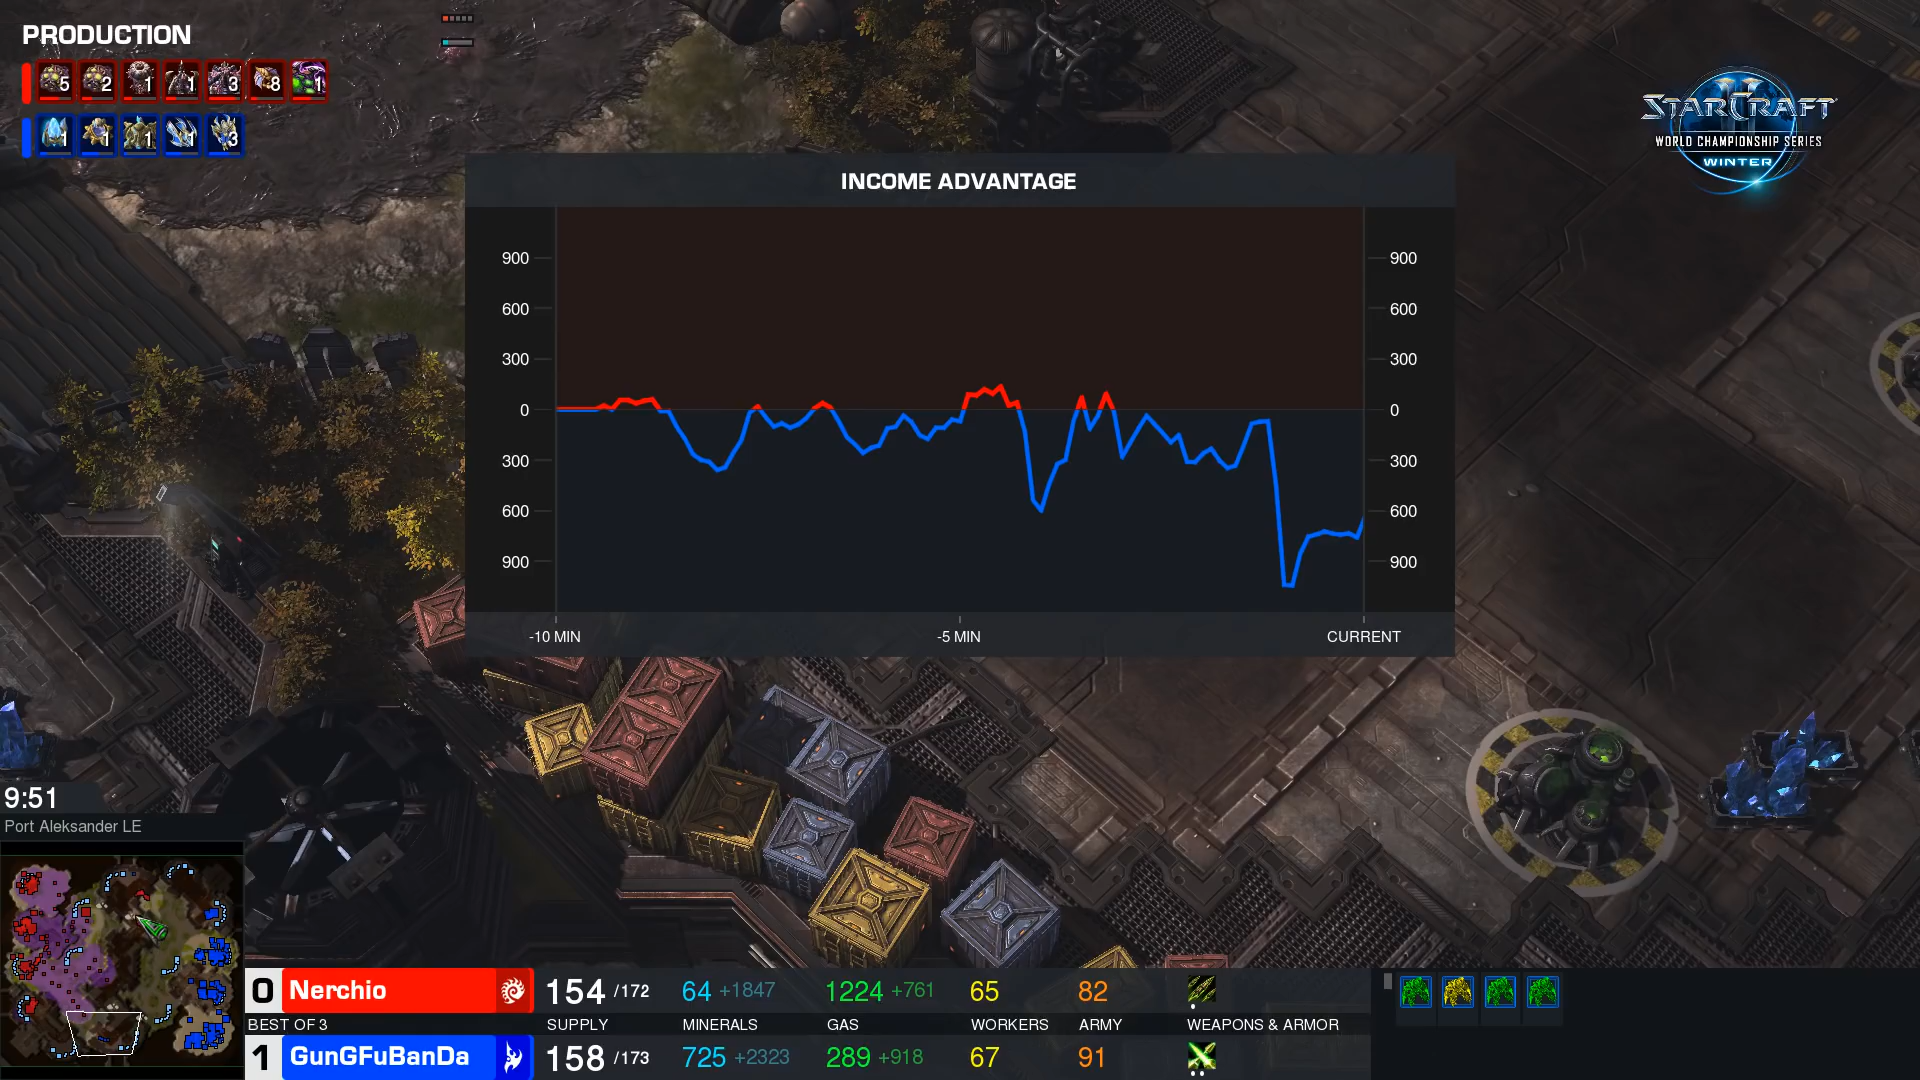 PRODUCTION
5 2 1 1 3 8 1
1 1 1 1 3
STARCRAFT
II
WORLD CHAMPIONSHIP SERIES
WINTER
INCOME ADVANTAGE
900 900
600 600
300 300
0 0
300 300
600 600
900 900
-10 MIN -5 MIN CURRENT
9:51
Port Aleksander LE
0 Nerchio 154 /172 64 +1847 1224 +761 65 82
BEST OF 3 SUPPLY MINERALS GAS WORKERS ARMY WEAPONS & ARMOR
1 GunGFuBanDa 158 /173 725 +2323 289 +918 67 91